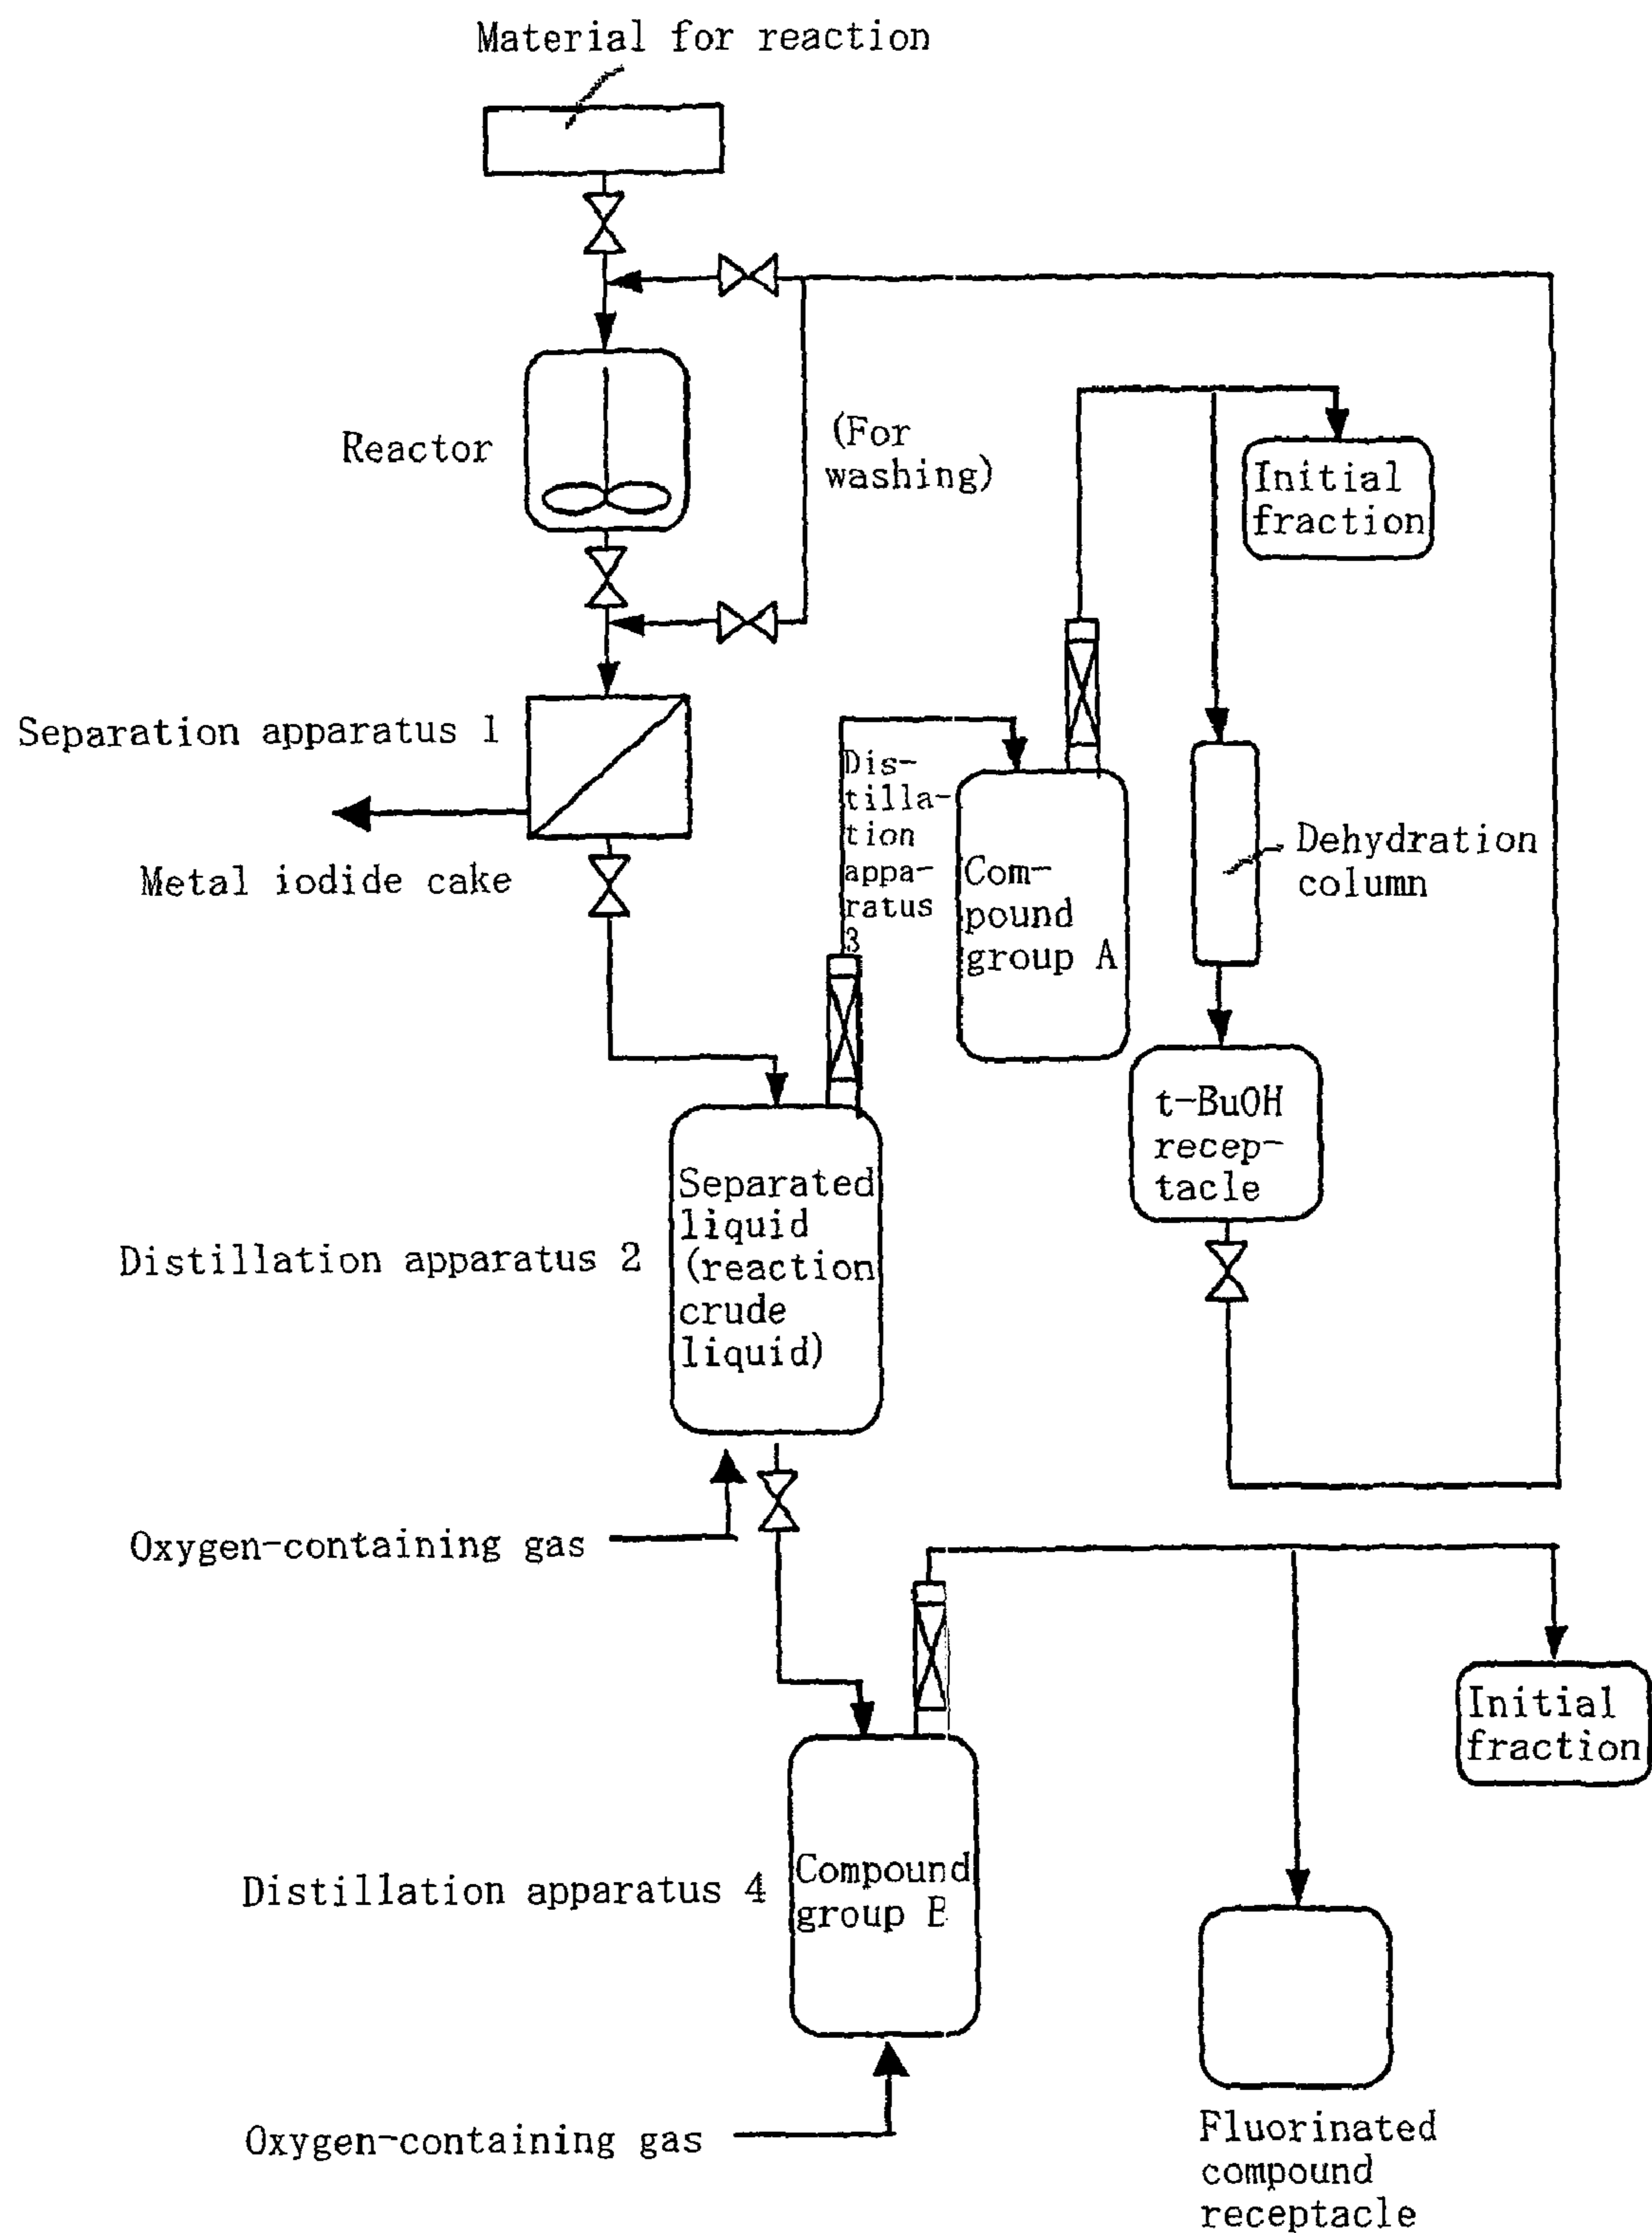 Material for reaction
Reactor
(For
washing)
Initial
fraction
Separation apparatus 1
Metal iodide cake
Dis-
tilla-
tion
appa-
ratus
3
Com-
pound
group A
Dehydration
column
t-BuOH
recep-
tacle
Distillation apparatus 2
Separated
liquid
(reaction
crude
liquid)
Oxygen-containing gas
Initial
fraction
Distillation apparatus 4
Compound
group B
Oxygen-containing gas
Fluorinated
compound
receptacle